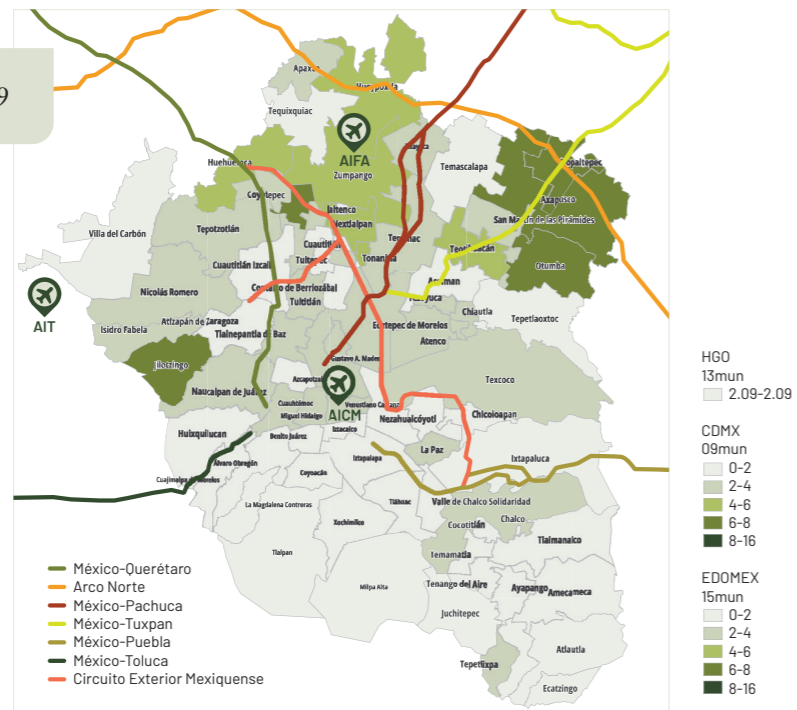 9
Apaxco
Hueypoxtla
Tequixquiac
AIFA
Zumpango
Temascalapa
Huehuetoca
Coyotepec
Axapusco
Jaltenco
Nextlalpan
San Martín de las Pirámides
Villa del Carbón
Tepotzotlán
Teotihuacán
Cuautitlán
Tonanitla
Tultepec
Cuautitlán Izcalli
Otumba
Acolman
Nicolás Romero
Coacalco de Berriozábal
Tultitlán
AIT
Chiautla
Tepetlaoxtoc
Isidro Fabela
Atizapán de Zaragoza
Ecatepec de Morelos
Tlalnepantla de Baz
Atenco
Jilotzingo
Gustavo A. Madero
Azcapotzalco
Texcoco
Naucalpan de Juárez
AICM
Cuauhtémoc
Venustiano Carranza
Miguel Hidalgo
Chicoloapan
Nezahualcóyotl
Iztacalco
Huixquilucan
Benito Juárez
La Paz
Iztapalapa
Ixtapaluca
Álvaro Obregón
Coyoacán
Cuajimalpa de Morelos
Tláhuac
Valle de Chalco Solidaridad
La Magdalena Contreras
Chalco
Xochimilco
Cocotitlán
Tlalmanalco
Tlalpan
Temamatla
Milpa Alta
Tenango del Aire
Ayapango
Amecameca
Juchitepec
Atlautla
Tepetlixpa
Ecatzingo
México-Querétaro
Arco Norte
México-Pachuca
México-Tuxpan
México-Puebla
México-Toluca
Circuito Exterior Mexiquense
HGO
13mun
2.09-2.09
CDMX
09mun
0-2
2-4
4-6
6-8
8-16
EDOMEX
15mun
0-2
2-4
4-6
6-8
8-16